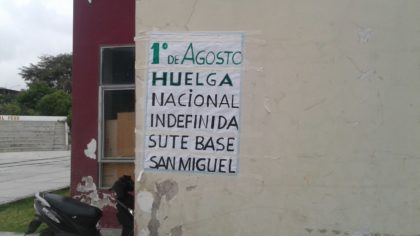 1° DE AGOSTO
HUELGA
NACIONAL
INDEFINIDA
SUTE BASE
SAN MIGUEL